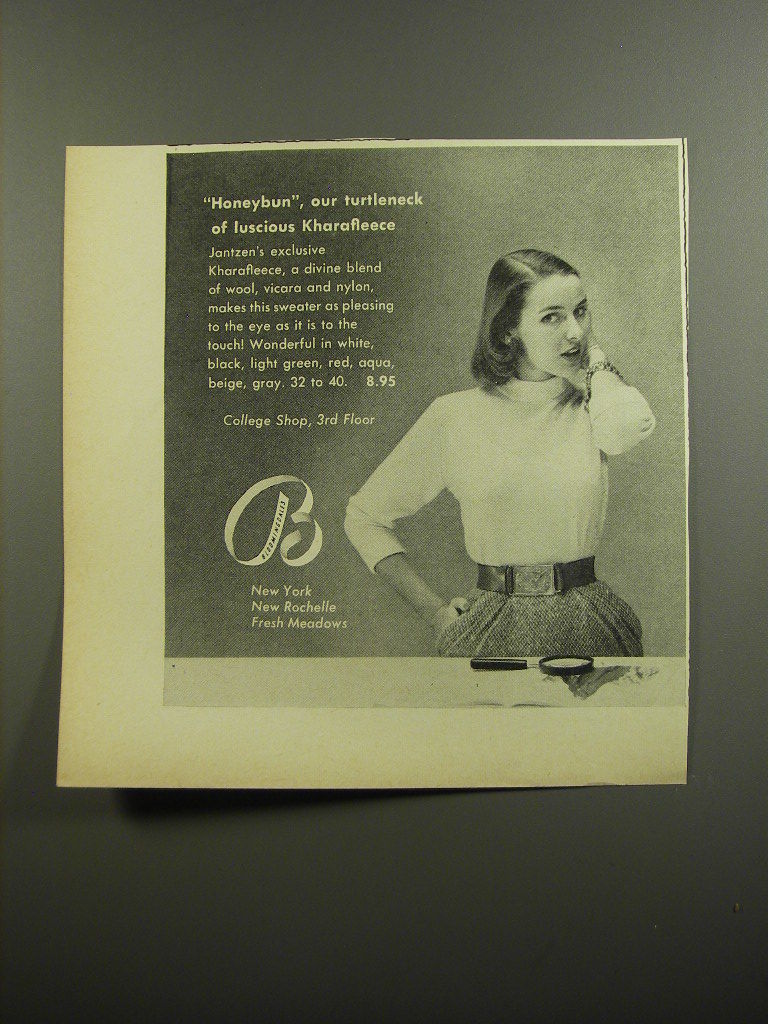 "Honeybun", our turtleneck
of luscious Kharafleece
Jantzen's exclusive
Kharafleece, a divine blend
of wool, vicara and nylon,
makes this sweater as pleasing
to the eye as it is to the
touch! Wonderful in white,
black, light green, red, aqua,
beige, gray. 32 to 40. 8.95
College Shop, 3rd Floor
B
BLOOMINGDALE'S
New York
New Rochelle
Fresh Meadows